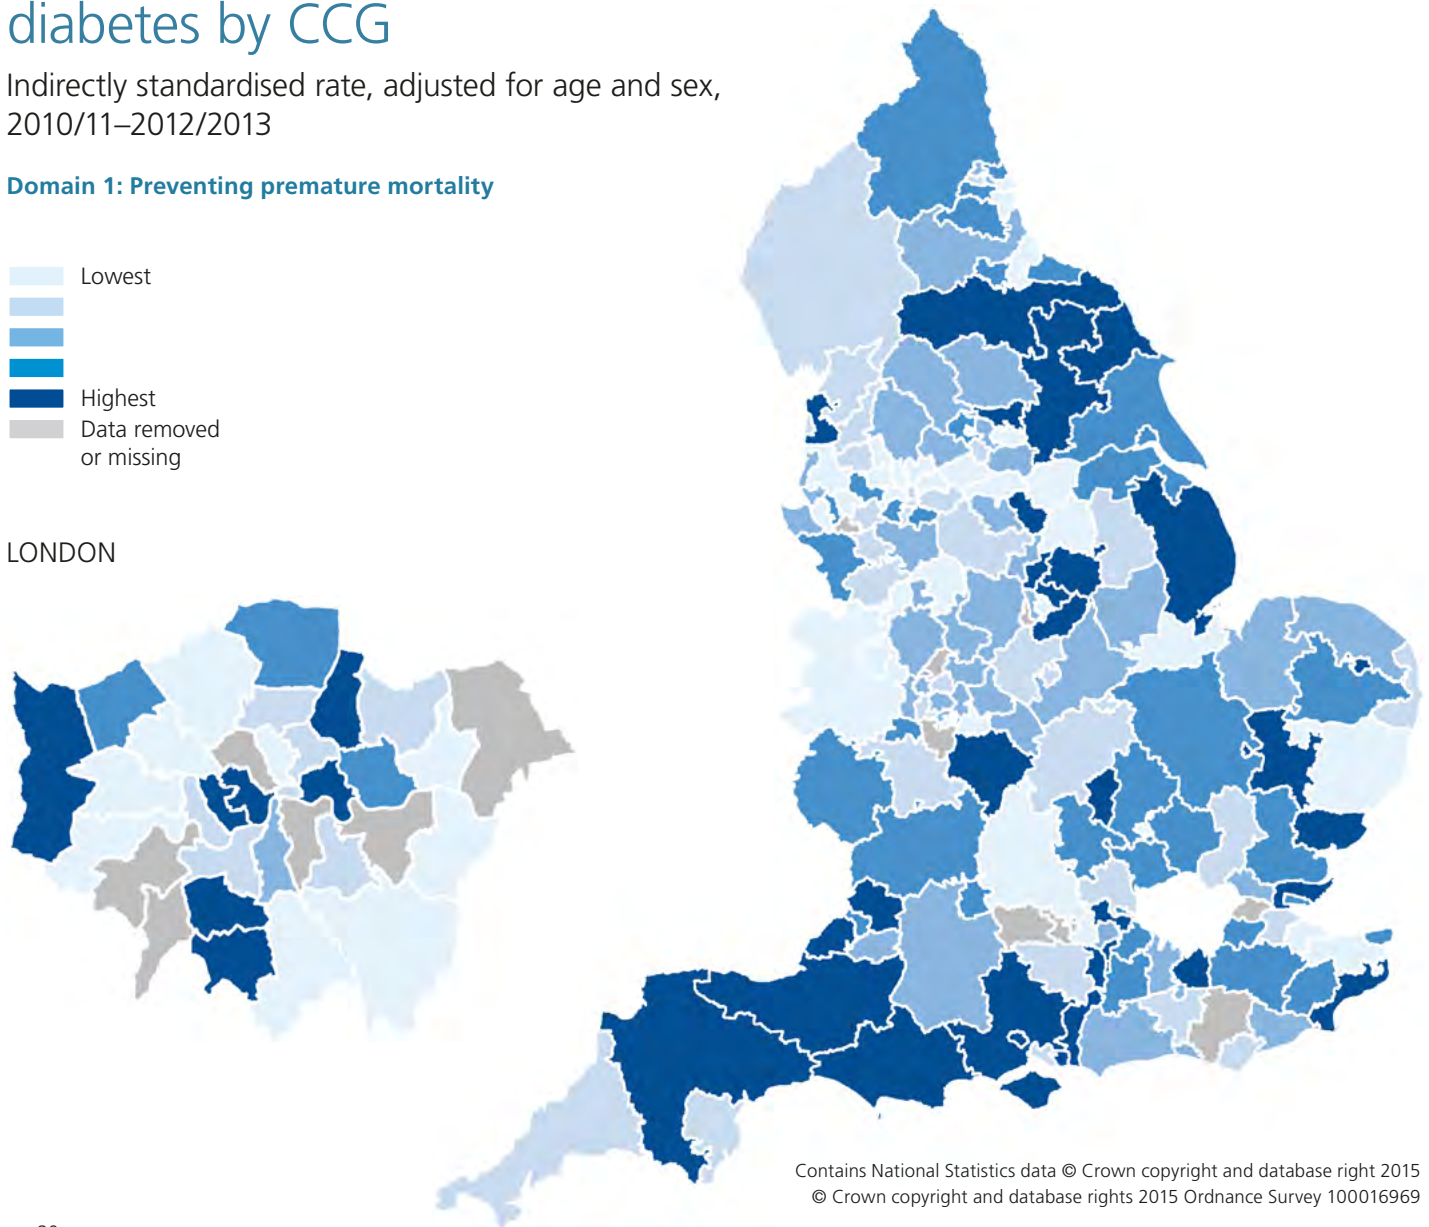 diabetes by CCG
Indirectly standardised rate, adjusted for age and sex,
2010/11–2012/2013
Domain 1: Preventing premature mortality
Lowest
Highest
Data removed
or missing
LONDON
Contains National Statistics data © Crown copyright and database right 2015
© Crown copyright and database rights 2015 Ordnance Survey 100016969